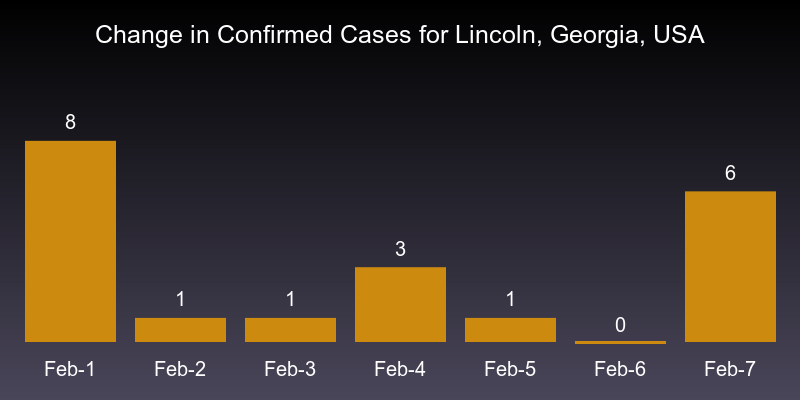 Change in Confirmed Cases for Lincoln, Georgia, USA
8
1
1
3
1
0
6
Feb-1
Feb-2
Feb-3
Feb-4
Feb-5
Feb-6
Feb-7